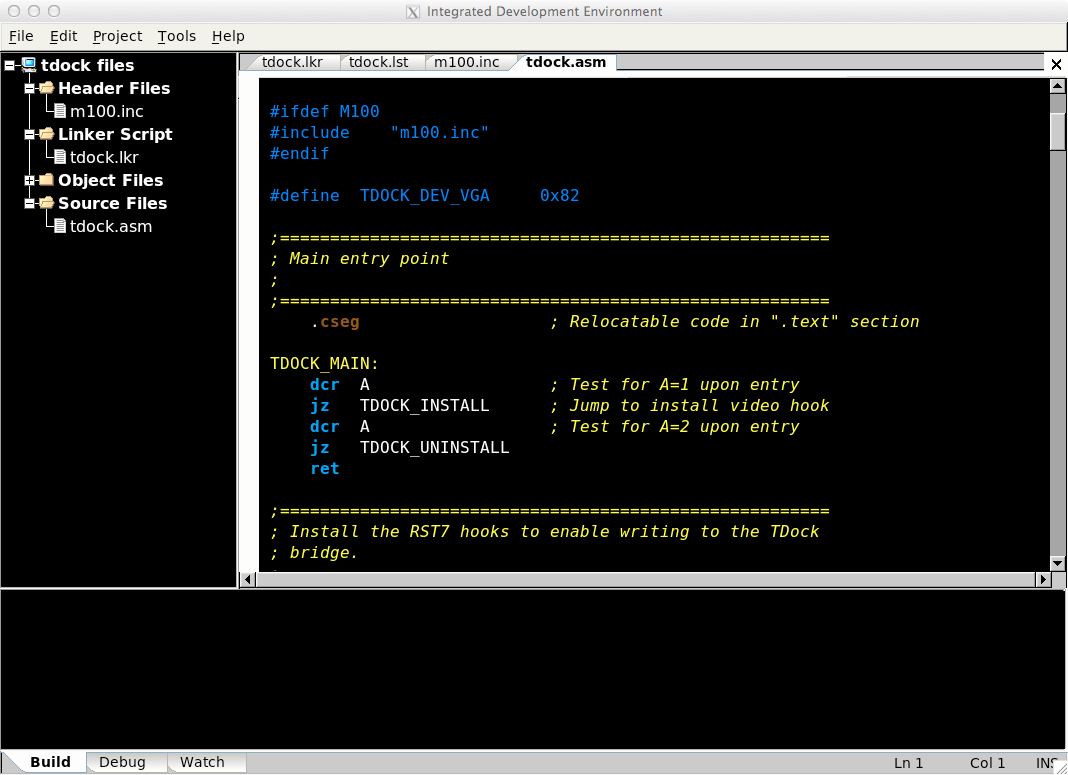 Integrated Development Environment
File Edit Project Tools Help
tdock files
Header Files
m100.inc
Linker Script
tdock.lkr
Object Files
Source Files
tdock.asm
tdock.lkr tdock.lst m100.inc tdock.asm
#ifdef M100
#include    "m100.inc"
#endif
#define  TDOCK_DEV_VGA     0x82
;=======================================================
; Main entry point
;
;=======================================================
    .cseg                   ; Relocatable code in ".text" section
TDOCK_MAIN:
    dcr  A                  ; Test for A=1 upon entry
    jz   TDOCK_INSTALL      ; Jump to install video hook
    dcr  A                  ; Test for A=2 upon entry
    jz   TDOCK_UNINSTALL
    ret
;=======================================================
; Install the RST7 hooks to enable writing to the TDock
; bridge.
Build Debug Watch
Ln 1 Col 1 INS